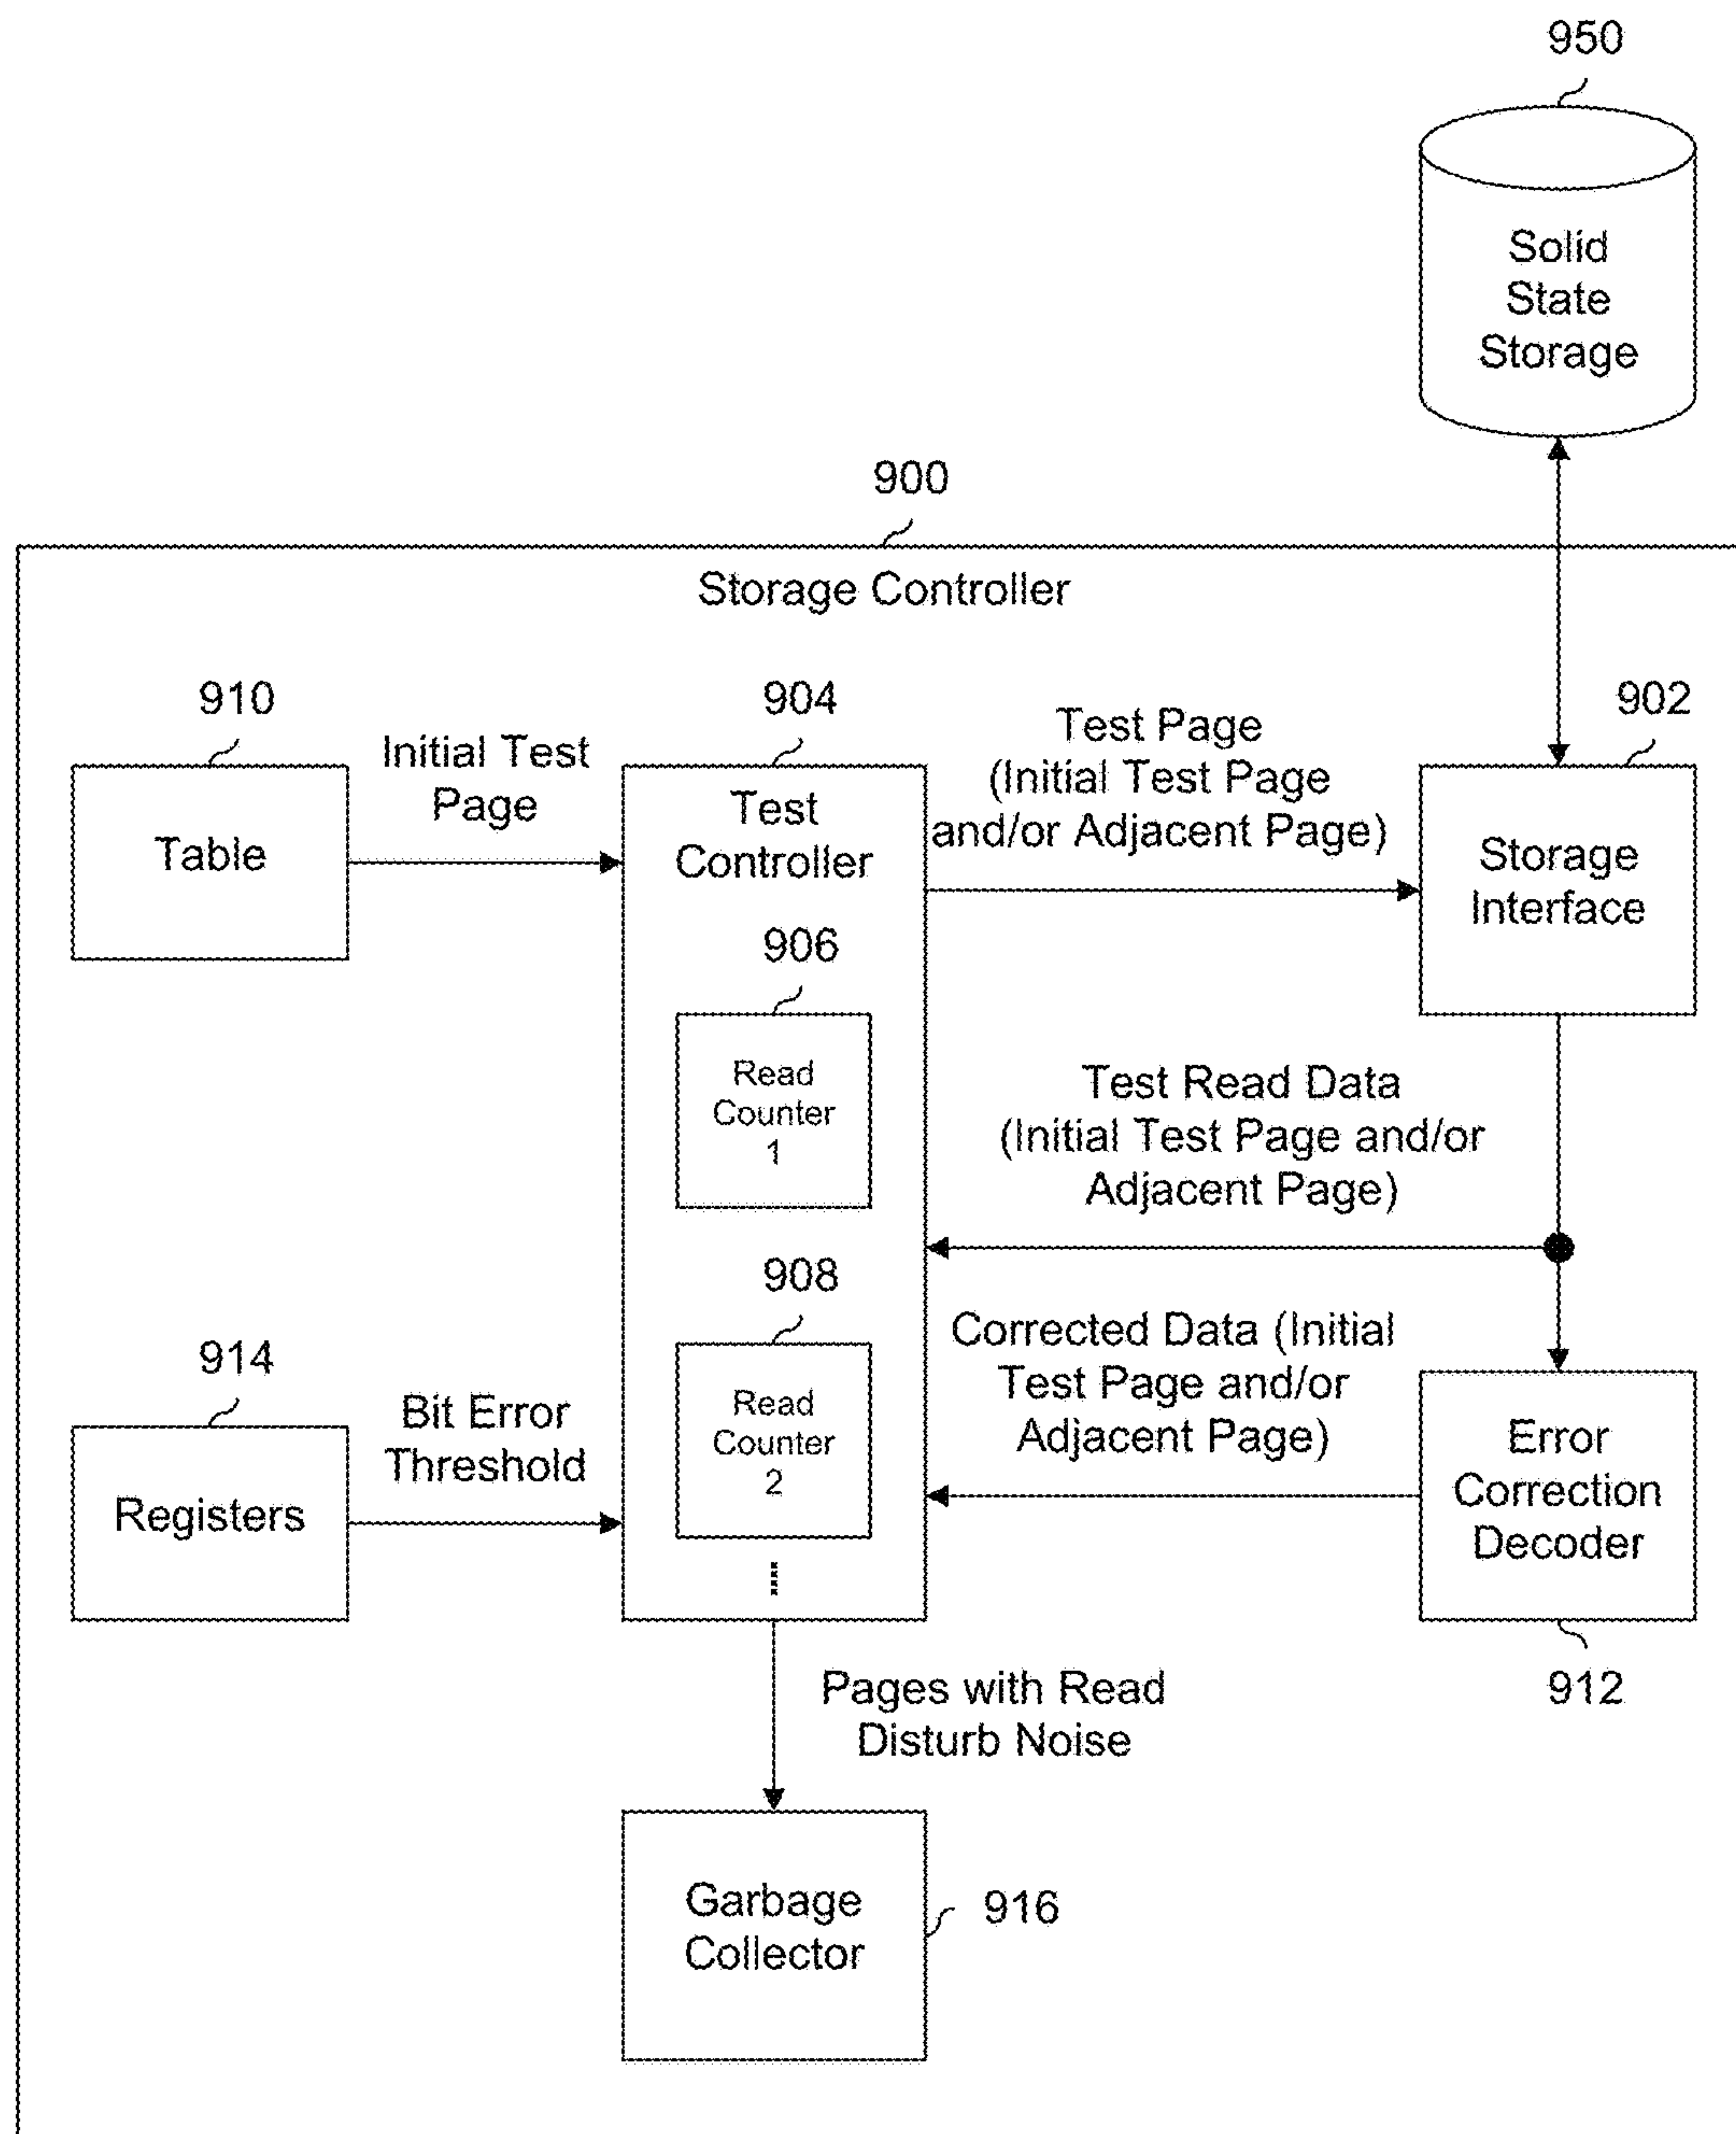 950
Solid
State
Storage
900
Storage Controller
910
904
902
Initial Test
Page
Test Page
(Initial Test Page
and/or Adjacent Page)
Table
Test
Controller
Storage
Interface
906
Read
Counter
1
Test Read Data
(Initial Test Page and/or
Adjacent Page)
908
Read
Counter
2
Corrected Data (Initial
Test Page and/or
Adjacent Page)
914
Bit Error
Threshold
Registers
Error
Correction
Decoder
912
Pages with Read
Disturb Noise
Garbage
Collector
916